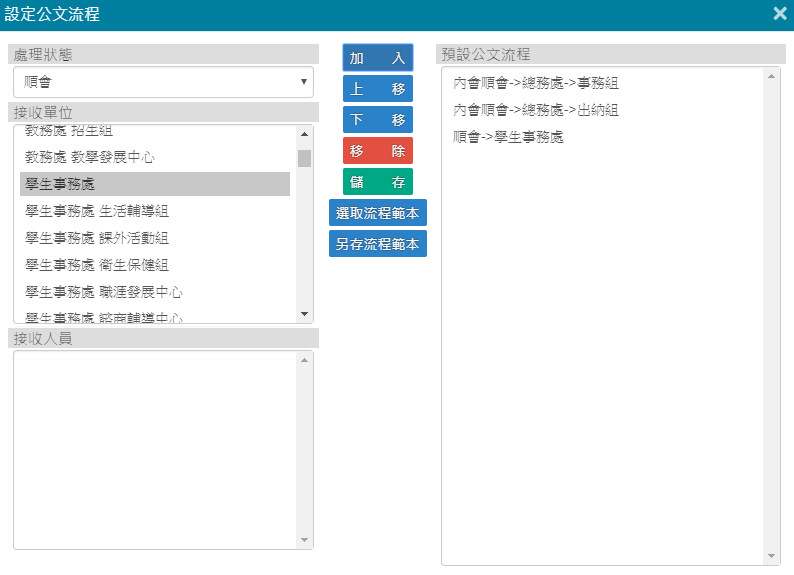 設定公文流程
處理狀態
順會
接收單位
教務處 招生組
教務處 教學發展中心
學生事務處
學生事務處 生活輔導組
學生事務處 課外活動組
學生事務處 衛生保健組
學生事務處 職涯發展中心
學生事務處 諮商輔導中心
接收人員
加 入
上 移
下 移
移 除
儲 存
選取流程範本
另存流程範本
預設公文流程
內會順會->總務處->事務組
內會順會->總務處->出納組
順會->學生事務處